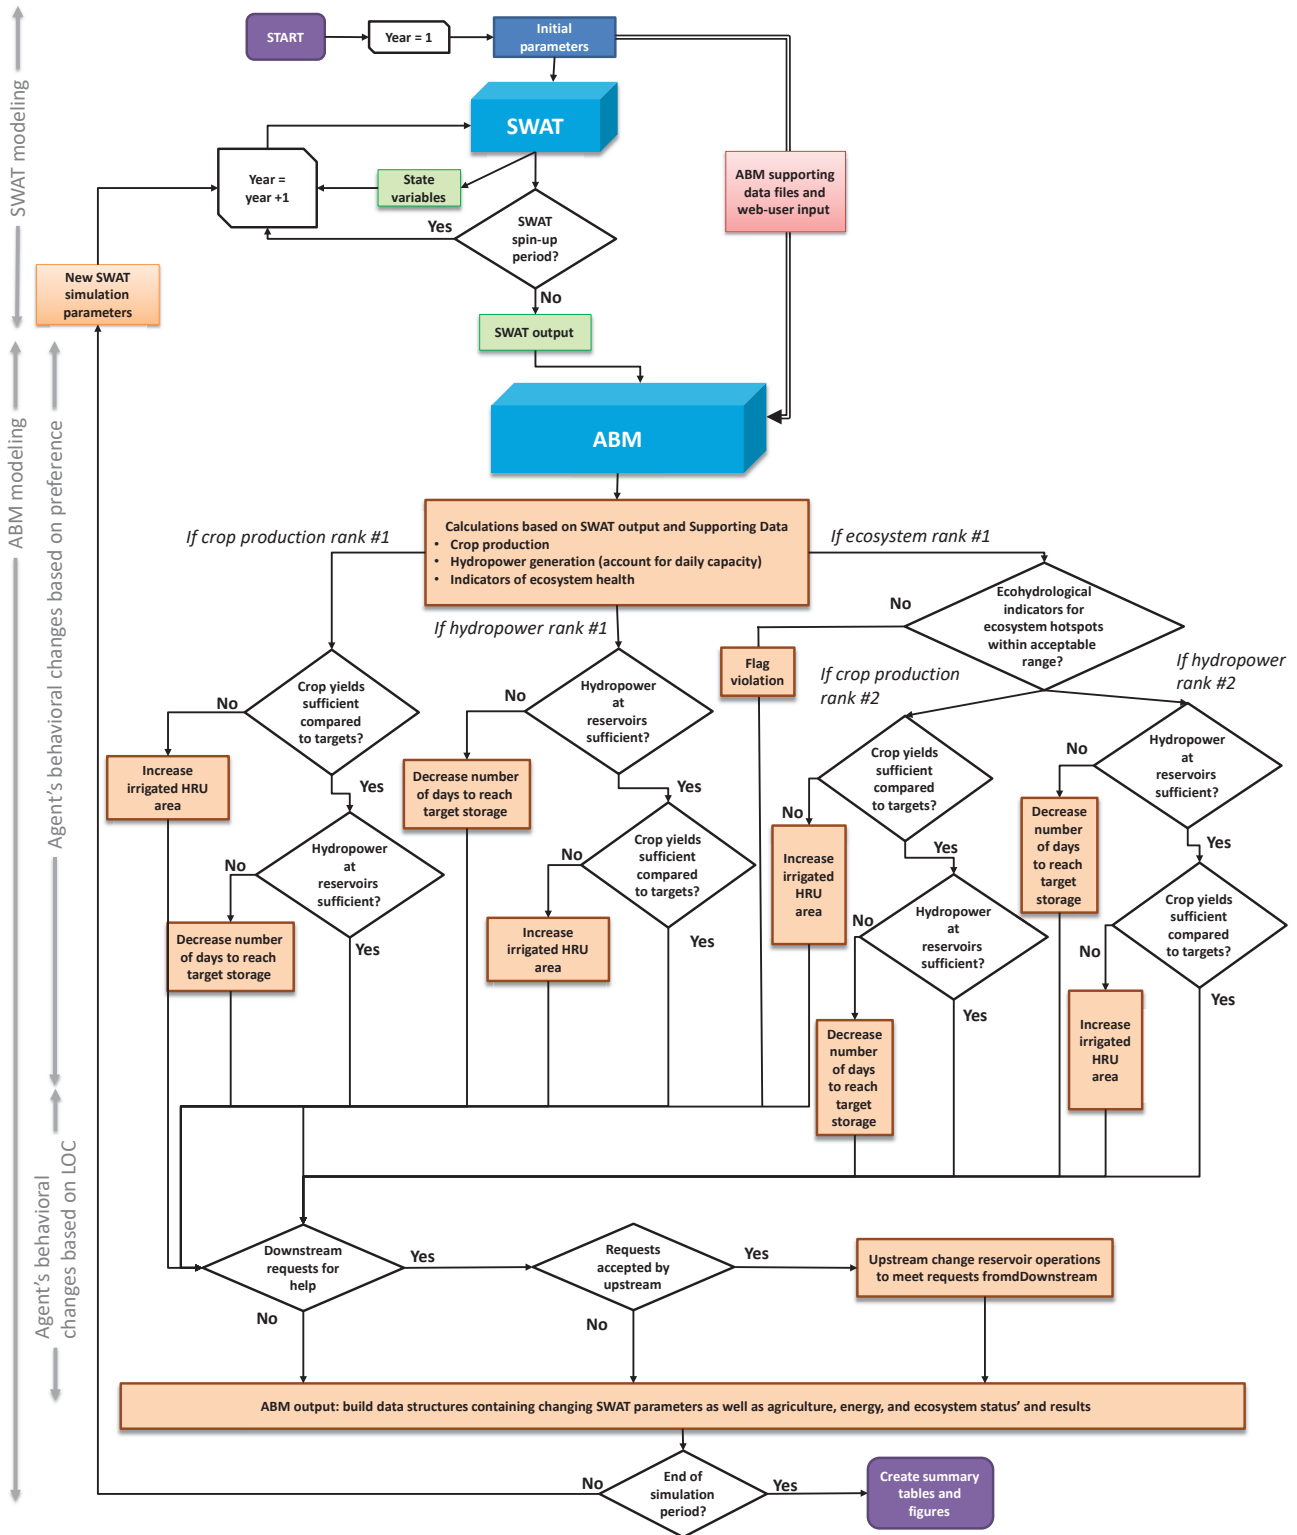 START
Year = 1
Initial
parameters
SWAT
Year =
year +1
State
variables
SWAT
spin-up
period?
Yes
No
ABM supporting
data files and
web-user input
New SWAT
simulation
parameters
SWAT output
ABM
SWAT modeling
ABM modeling
Agent's behavioral changes based on preference
Agent's behavioral
changes based on LOC
Calculations based on SWAT output and Supporting Data
• Crop production
• Hydropower generation (account for daily capacity)
• Indicators of ecosystem health
If crop production rank #1
If hydropower rank #1
If ecosystem rank #1
Crop yields
sufficient
compared
to targets?
No
Yes
Increase
irrigated HRU
area
Hydropower
at
reservoirs
sufficient?
No
Yes
Decrease number
of days to reach
target storage
Hydropower
at
reservoirs
sufficient?
No
Yes
Decrease number
of days to reach
target storage
Crop yields
sufficient
compared
to targets?
No
Yes
Increase
irrigated HRU
area
Ecohydrological
indicators for
ecosystem hotspots
within acceptable
range?
No
Flag
violation
If crop production
rank #2
If hydropower
rank #2
Crop yields
sufficient
compared
to targets?
No
Yes
Increase
irrigated
HRU
area
Hydropower
at
reservoirs
sufficient?
No
Yes
Decrease
number
of days
to reach
target
storage
Hydropower
at
reservoirs
sufficient?
No
Yes
Decrease
number
of days
to reach
target
storage
Crop yields
sufficient
compared
to targets?
No
Yes
Increase
irrigated
HRU
area
Downstream
requests for
help
Yes
No
Requests
accepted by
upstream
Yes
No
Upstream change reservoir operations
to meet requests fromdDownstream
ABM output: build data structures containing changing SWAT parameters as well as agriculture, energy, and ecosystem status' and results
End of
simulation
period?
No
Yes
Create summary
tables and
figures